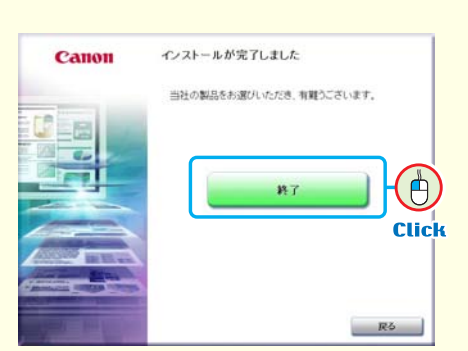 Canon
インストールが完了しました
当社の製品をお選びいただき、有難うございます。
終了
Click
戻る